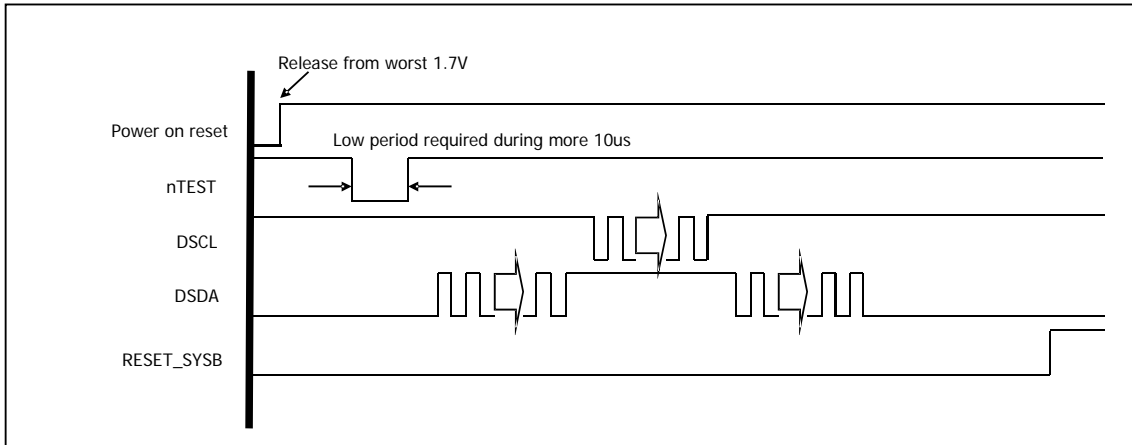 Release from worst 1.7V
Power on reset
Low period required during more 10us
nTEST
DSCL
DSDA
RESET_SYSB